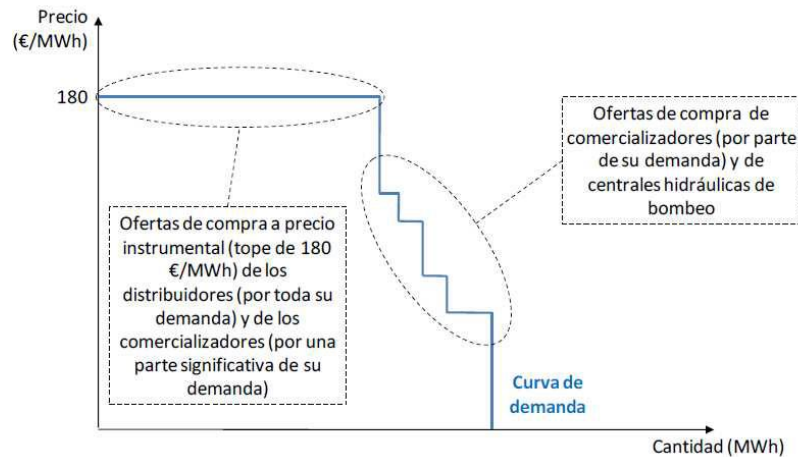 Precio
(€/MWh)
180
Ofertas de compra de
comercializadores (por parte
de su demanda) y de
centrales hidráulicas de
bombeo
Ofertas de compra a precio
instrumental (tope de 180
€/MWh) de los
distribuidores (por toda su
demanda) y de los
comercializadores (por una
parte significativa de su
demanda)
Curva de
demanda
Cantidad (MWh)